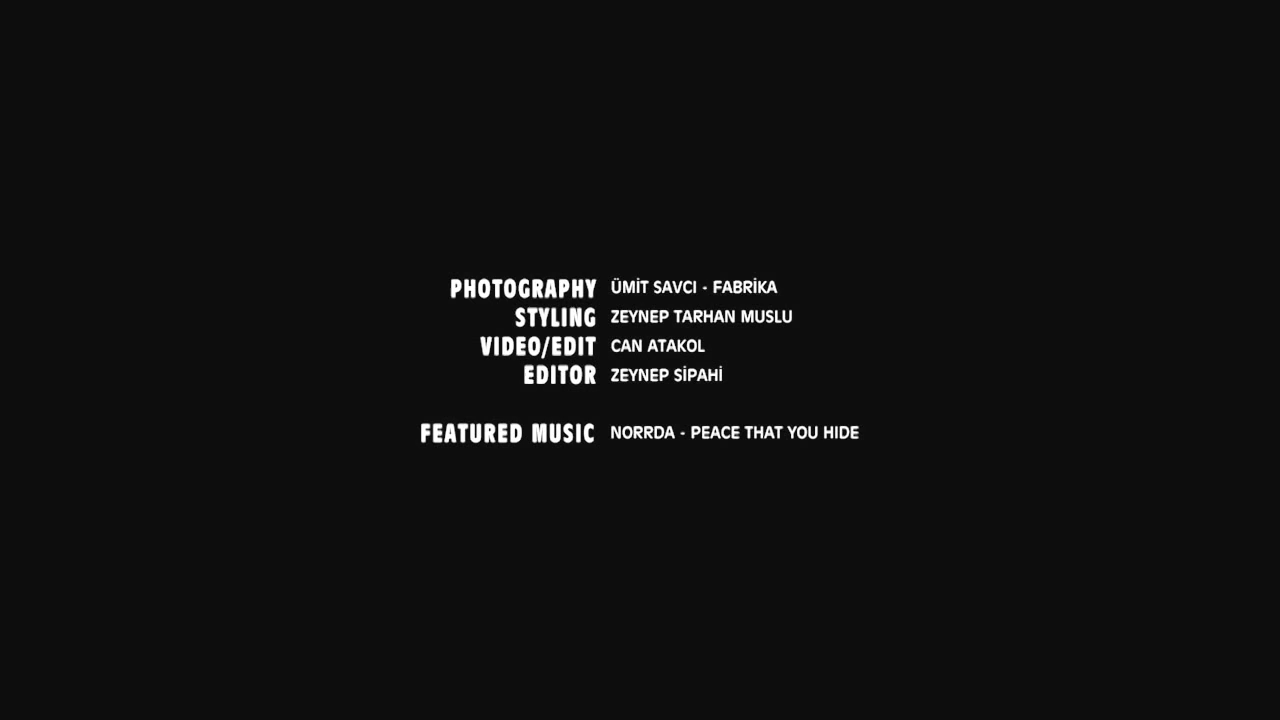 PHOTOGRAPHY ÜMİT SAVCI - FABRİKA
STYLING ZEYNEP TARHAN MUSLU
VIDEO/EDIT CAN ATAKOL
EDITOR ZEYNEP SİPAHİ
FEATURED MUSIC NORRDA - PEACE THAT YOU HIDE